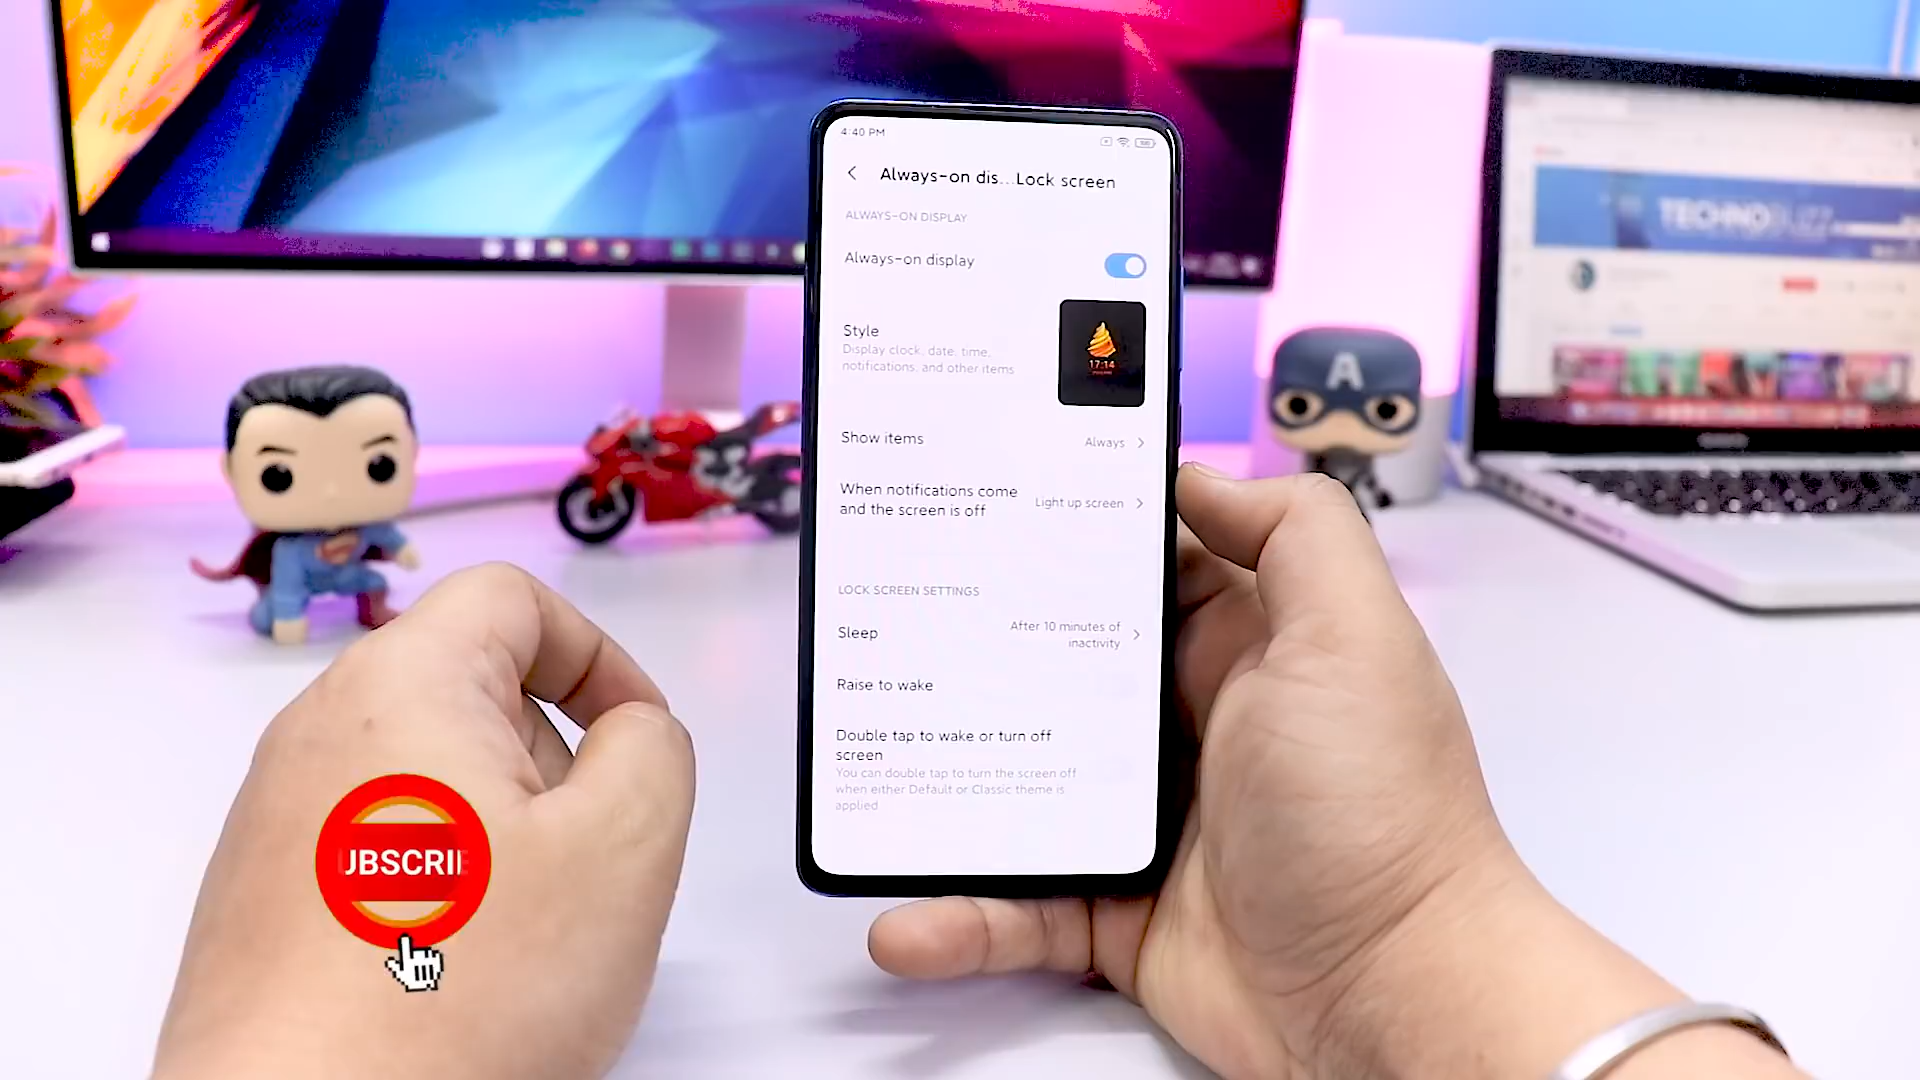 4:40 PM
Always-on dis...Lock screen
ALWAYS-ON DISPLAY
Always-on display
Style
Display clock, date, time,
notifications, and other items
17:14
Show items
Always
When notifications come
and the screen is off
Light up screen
LOCK SCREEN SETTINGS
Sleep
After 10 minutes of
inactivity
Raise to wake
Double tap to wake or turn off
screen
You can double tap to turn the screen off
when either Default or Classic theme is
applied
A
TECHNOBUZZ
UBSCRI